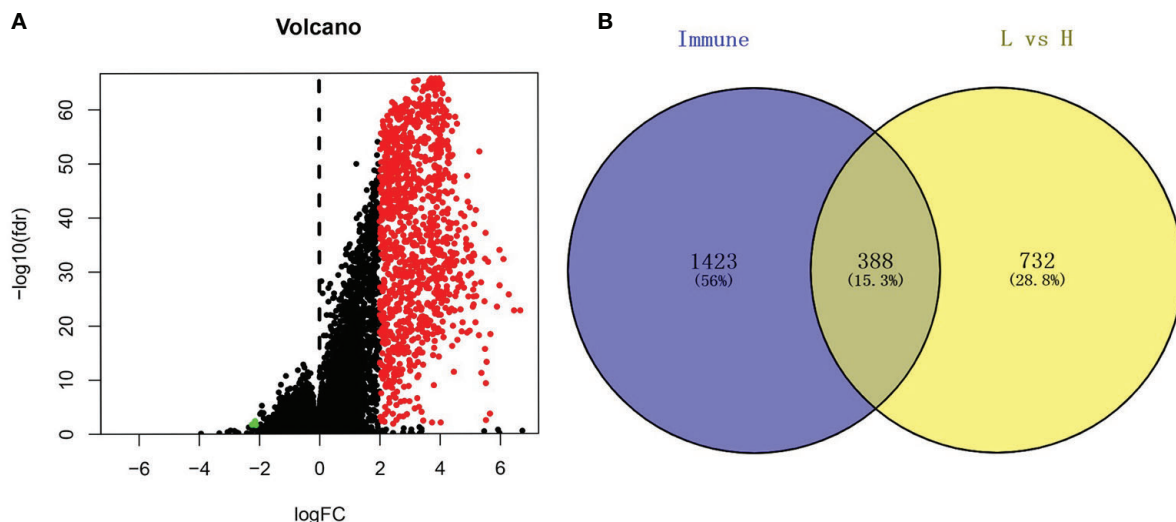 A
Volcano
−log10(fdr)
60
50
40
30
20
10
0
−6 −4 −2 0 2 4 6
logFC
B
Immune L vs H
1423 388 732
(56%) (15.3%) (28.8%)